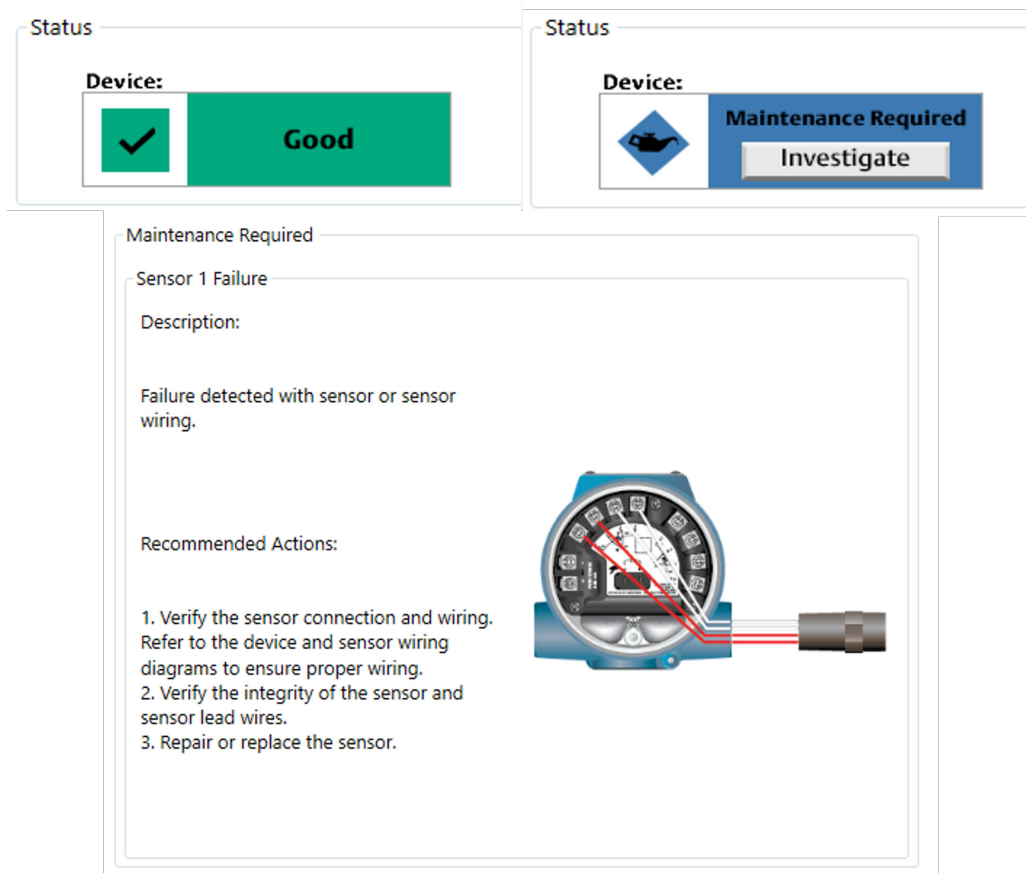 Status
Device:
Good
Status
Device:
Maintenance Required
Investigate
Maintenance Required
Sensor 1 Failure
Description:
Failure detected with sensor or sensor
wiring.
Recommended Actions:
1. Verify the sensor connection and wiring.
Refer to the device and sensor wiring
diagrams to ensure proper wiring.
2. Verify the integrity of the sensor and
sensor lead wires.
3. Repair or replace the sensor.